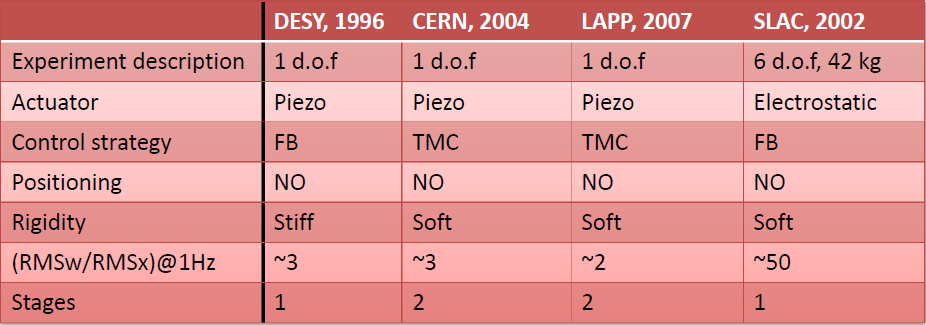 DESY, 1996 CERN, 2004 LAPP, 2007 SLAC, 2002
Experiment description 1 d.o.f 1 d.o.f 1 d.o.f 6 d.o.f, 42 kg
Actuator Piezo Piezo Piezo Electrostatic
Control strategy FB TMC TMC FB
Positioning NO NO NO NO
Rigidity Stiff Soft Soft Soft
(RMSw/RMSx)@1Hz ~3 ~3 ~2 ~50
Stages 1 2 2 1